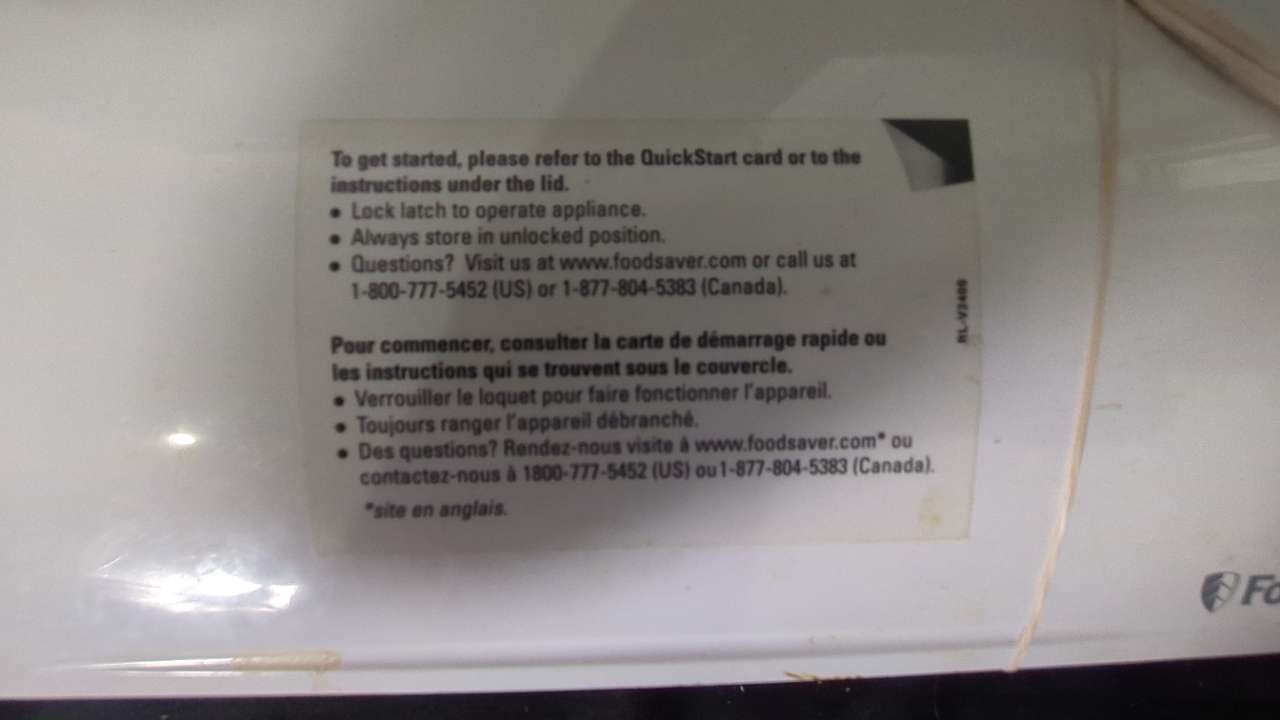 To get started, please refer to the QuickStart card or to the
instructions under the lid.
• Lock latch to operate appliance.
• Always store in unlocked position.
• Questions? Visit us at www.foodsaver.com or call us at
1-800-777-5452 (US) or 1-877-804-5383 (Canada).
Pour commencer, consulter la carte de démarrage rapide ou
les instructions qui se trouvent sous le couvercle.
• Verrouiller le loquet pour faire fonctionner l'appareil.
• Toujours ranger l'appareil débranché.
• Des questions? Rendez-nous visite à www.foodsaver.com* ou
contactez-nous à 1800-777-5452 (US) ou 1-877-804-5383 (Canada).
*site en anglais.
Fo